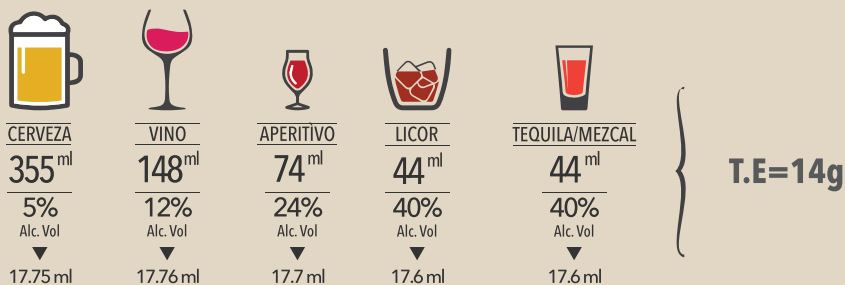 CERVEZA
355 ml
5%
Alc. Vol
17.75 ml
VINO
148 ml
12%
Alc. Vol
17.76 ml
APERITÌVO
74 ml
24%
Alc. Vol
17.7 ml
LICOR
44 ml
40%
Alc. Vol
17.6 ml
TEQUILA/MEZCAL
44 ml
40%
Alc. Vol
17.6 ml
T.E=14g